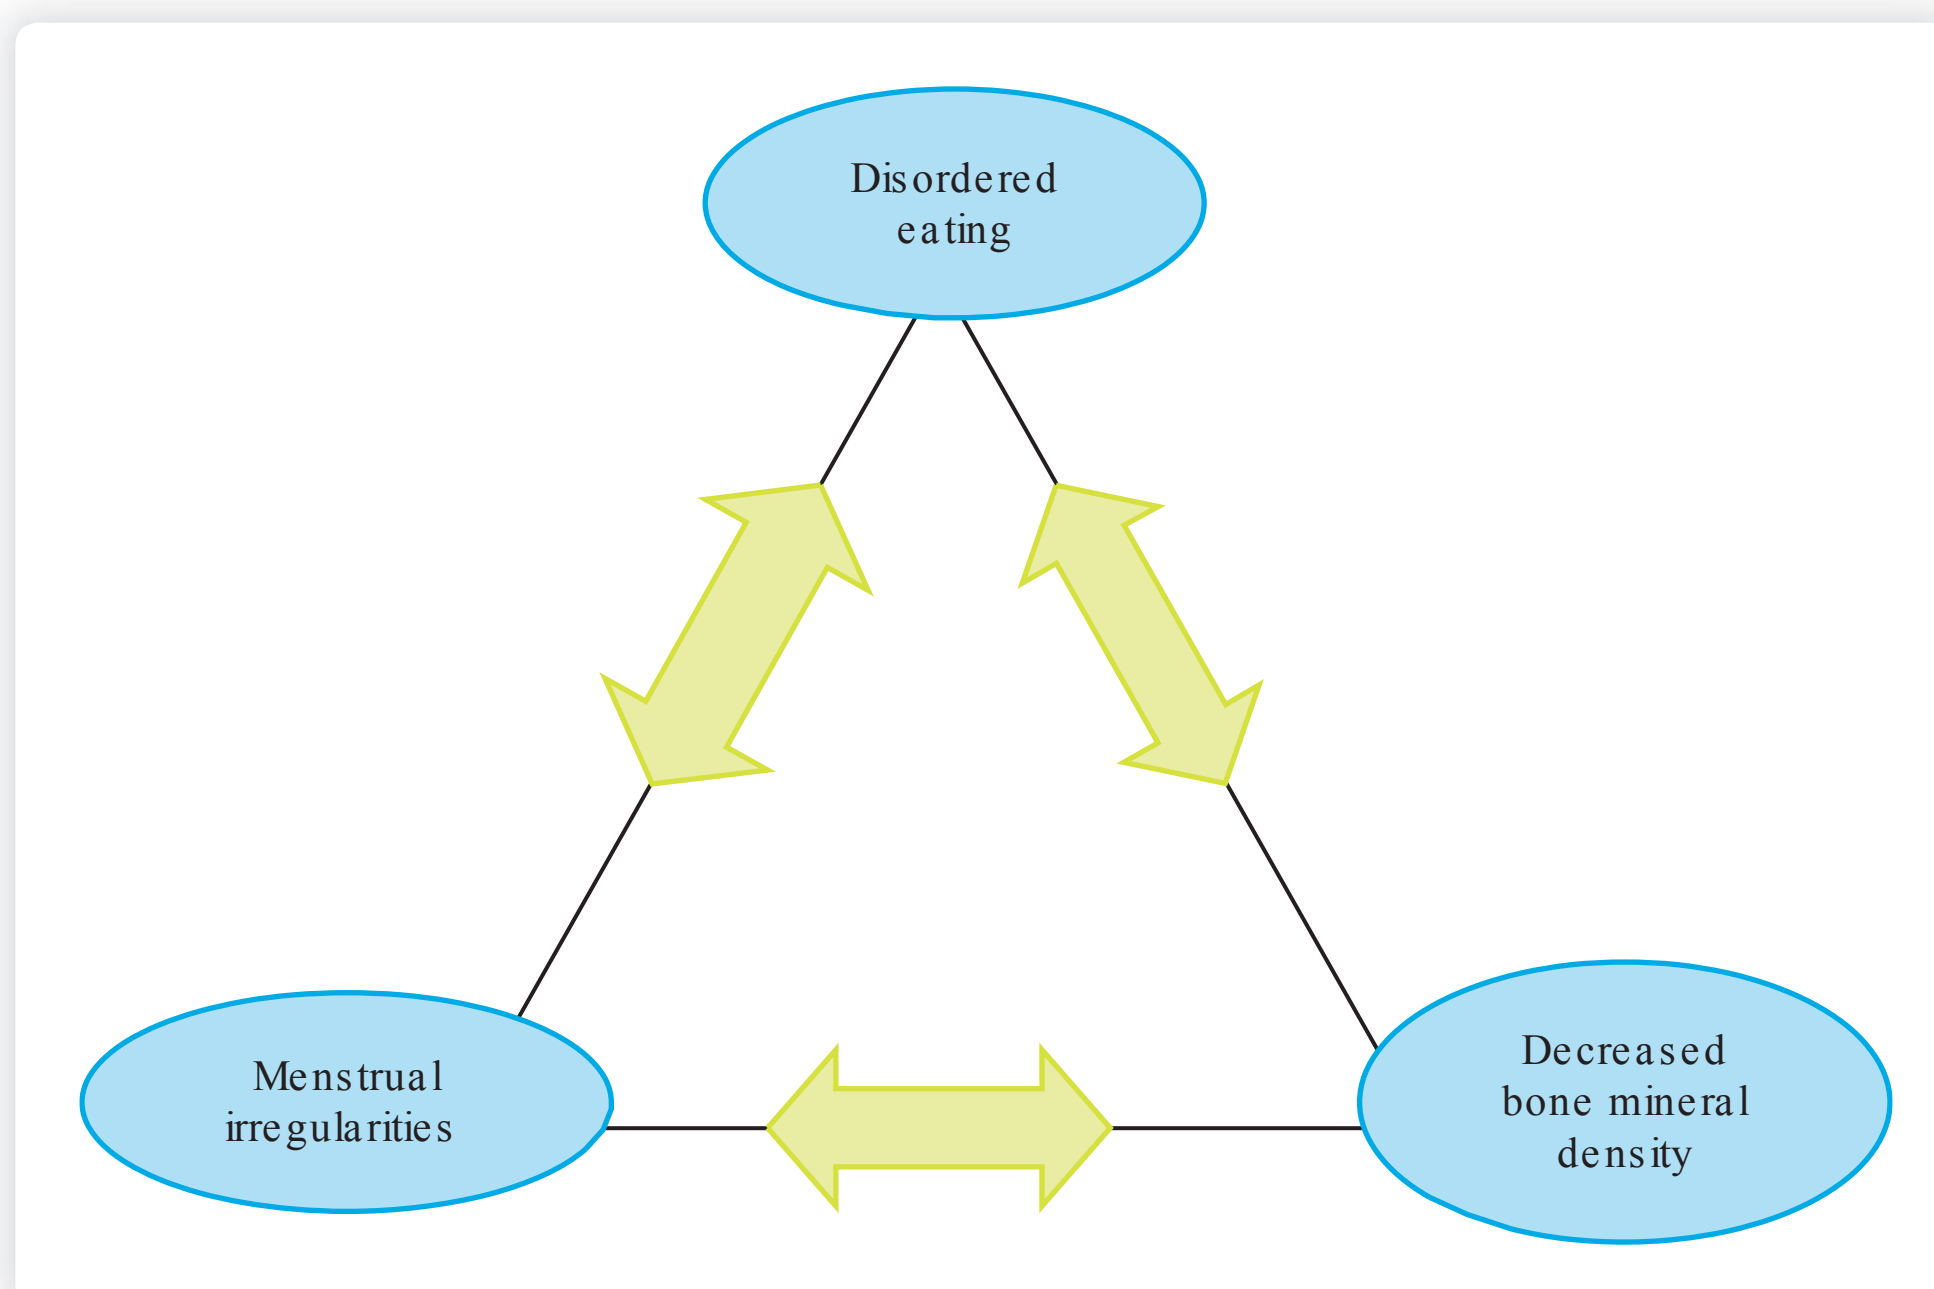 Disordered
eating
Menstrual
irregularities
Decreased
bone mineral
density